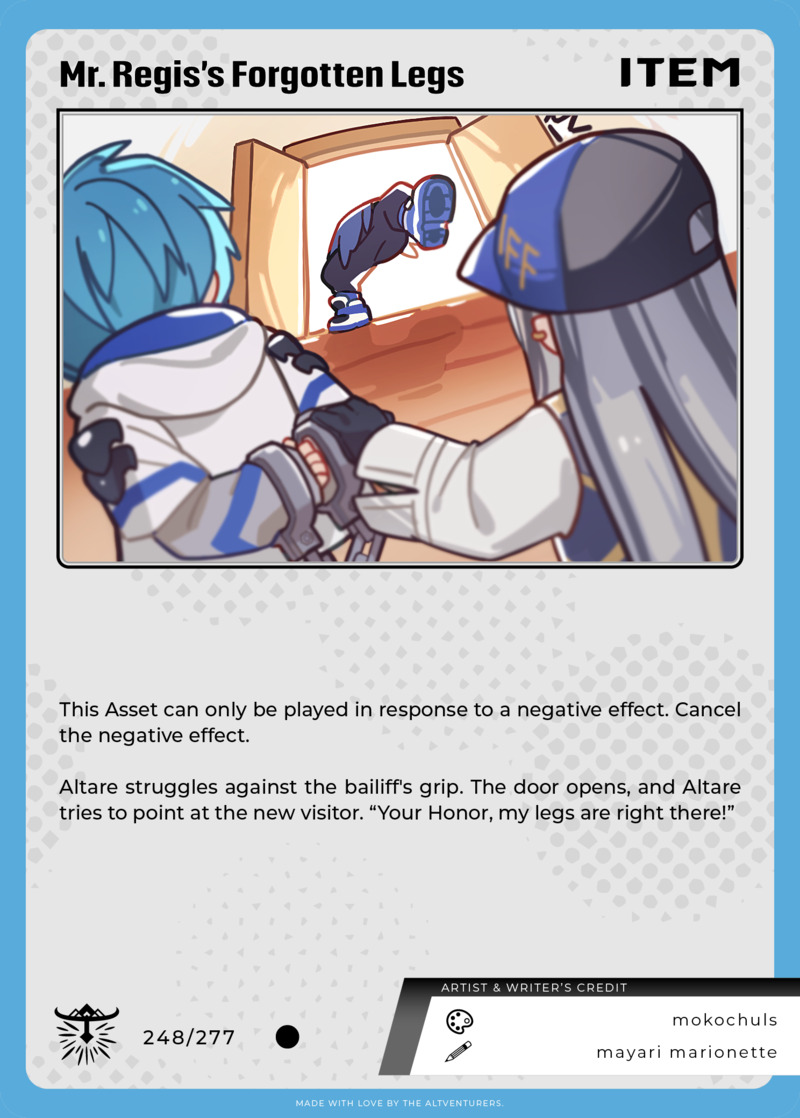 Mr. Regis's Forgotten Legs
ITEM
IFF
This Asset can only be played in response to a negative effect. Cancel
the negative effect.
Altare struggles against the bailiff's grip. The door opens, and Altare
tries to point at the new visitor. “Your Honor, my legs are right there!”
ARTIST & WRITER'S CREDIT
mokochuls
248/277
mayari marionette
MADE WITH LOVE BY THE ALTVENTURERS.